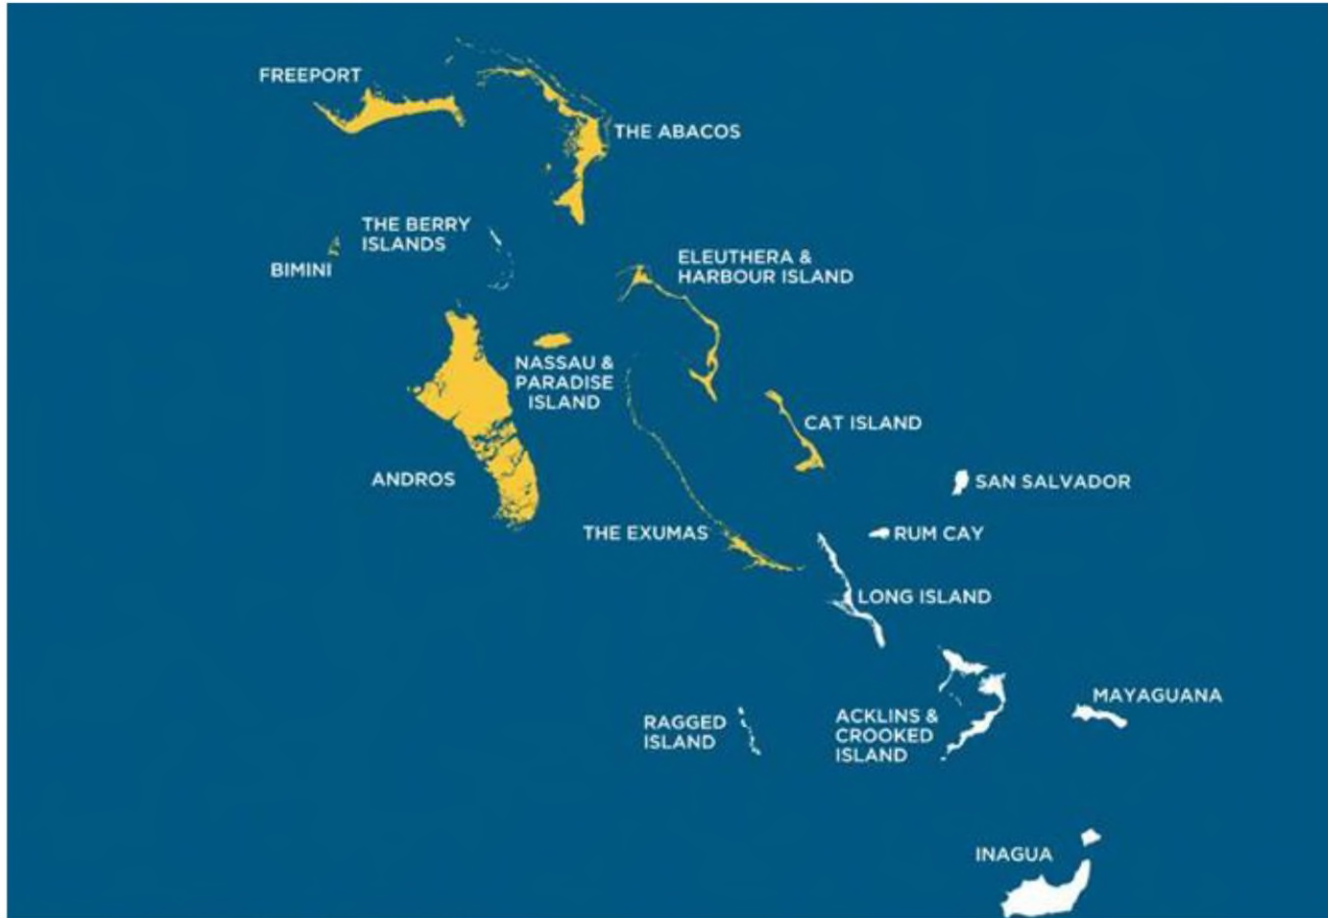 FREEPORT
THE ABACOS
THE BERRY
ISLANDS
BIMINI
ELEUTHERA &
HARBOUR ISLAND
NASSAU &
PARADISE
ISLAND
CAT ISLAND
ANDROS
SAN SALVADOR
THE EXUMAS
RUM CAY
LONG ISLAND
RAGGED
ISLAND
ACKLINS &
CROOKED
ISLAND
MAYAGUANA
INAGUA